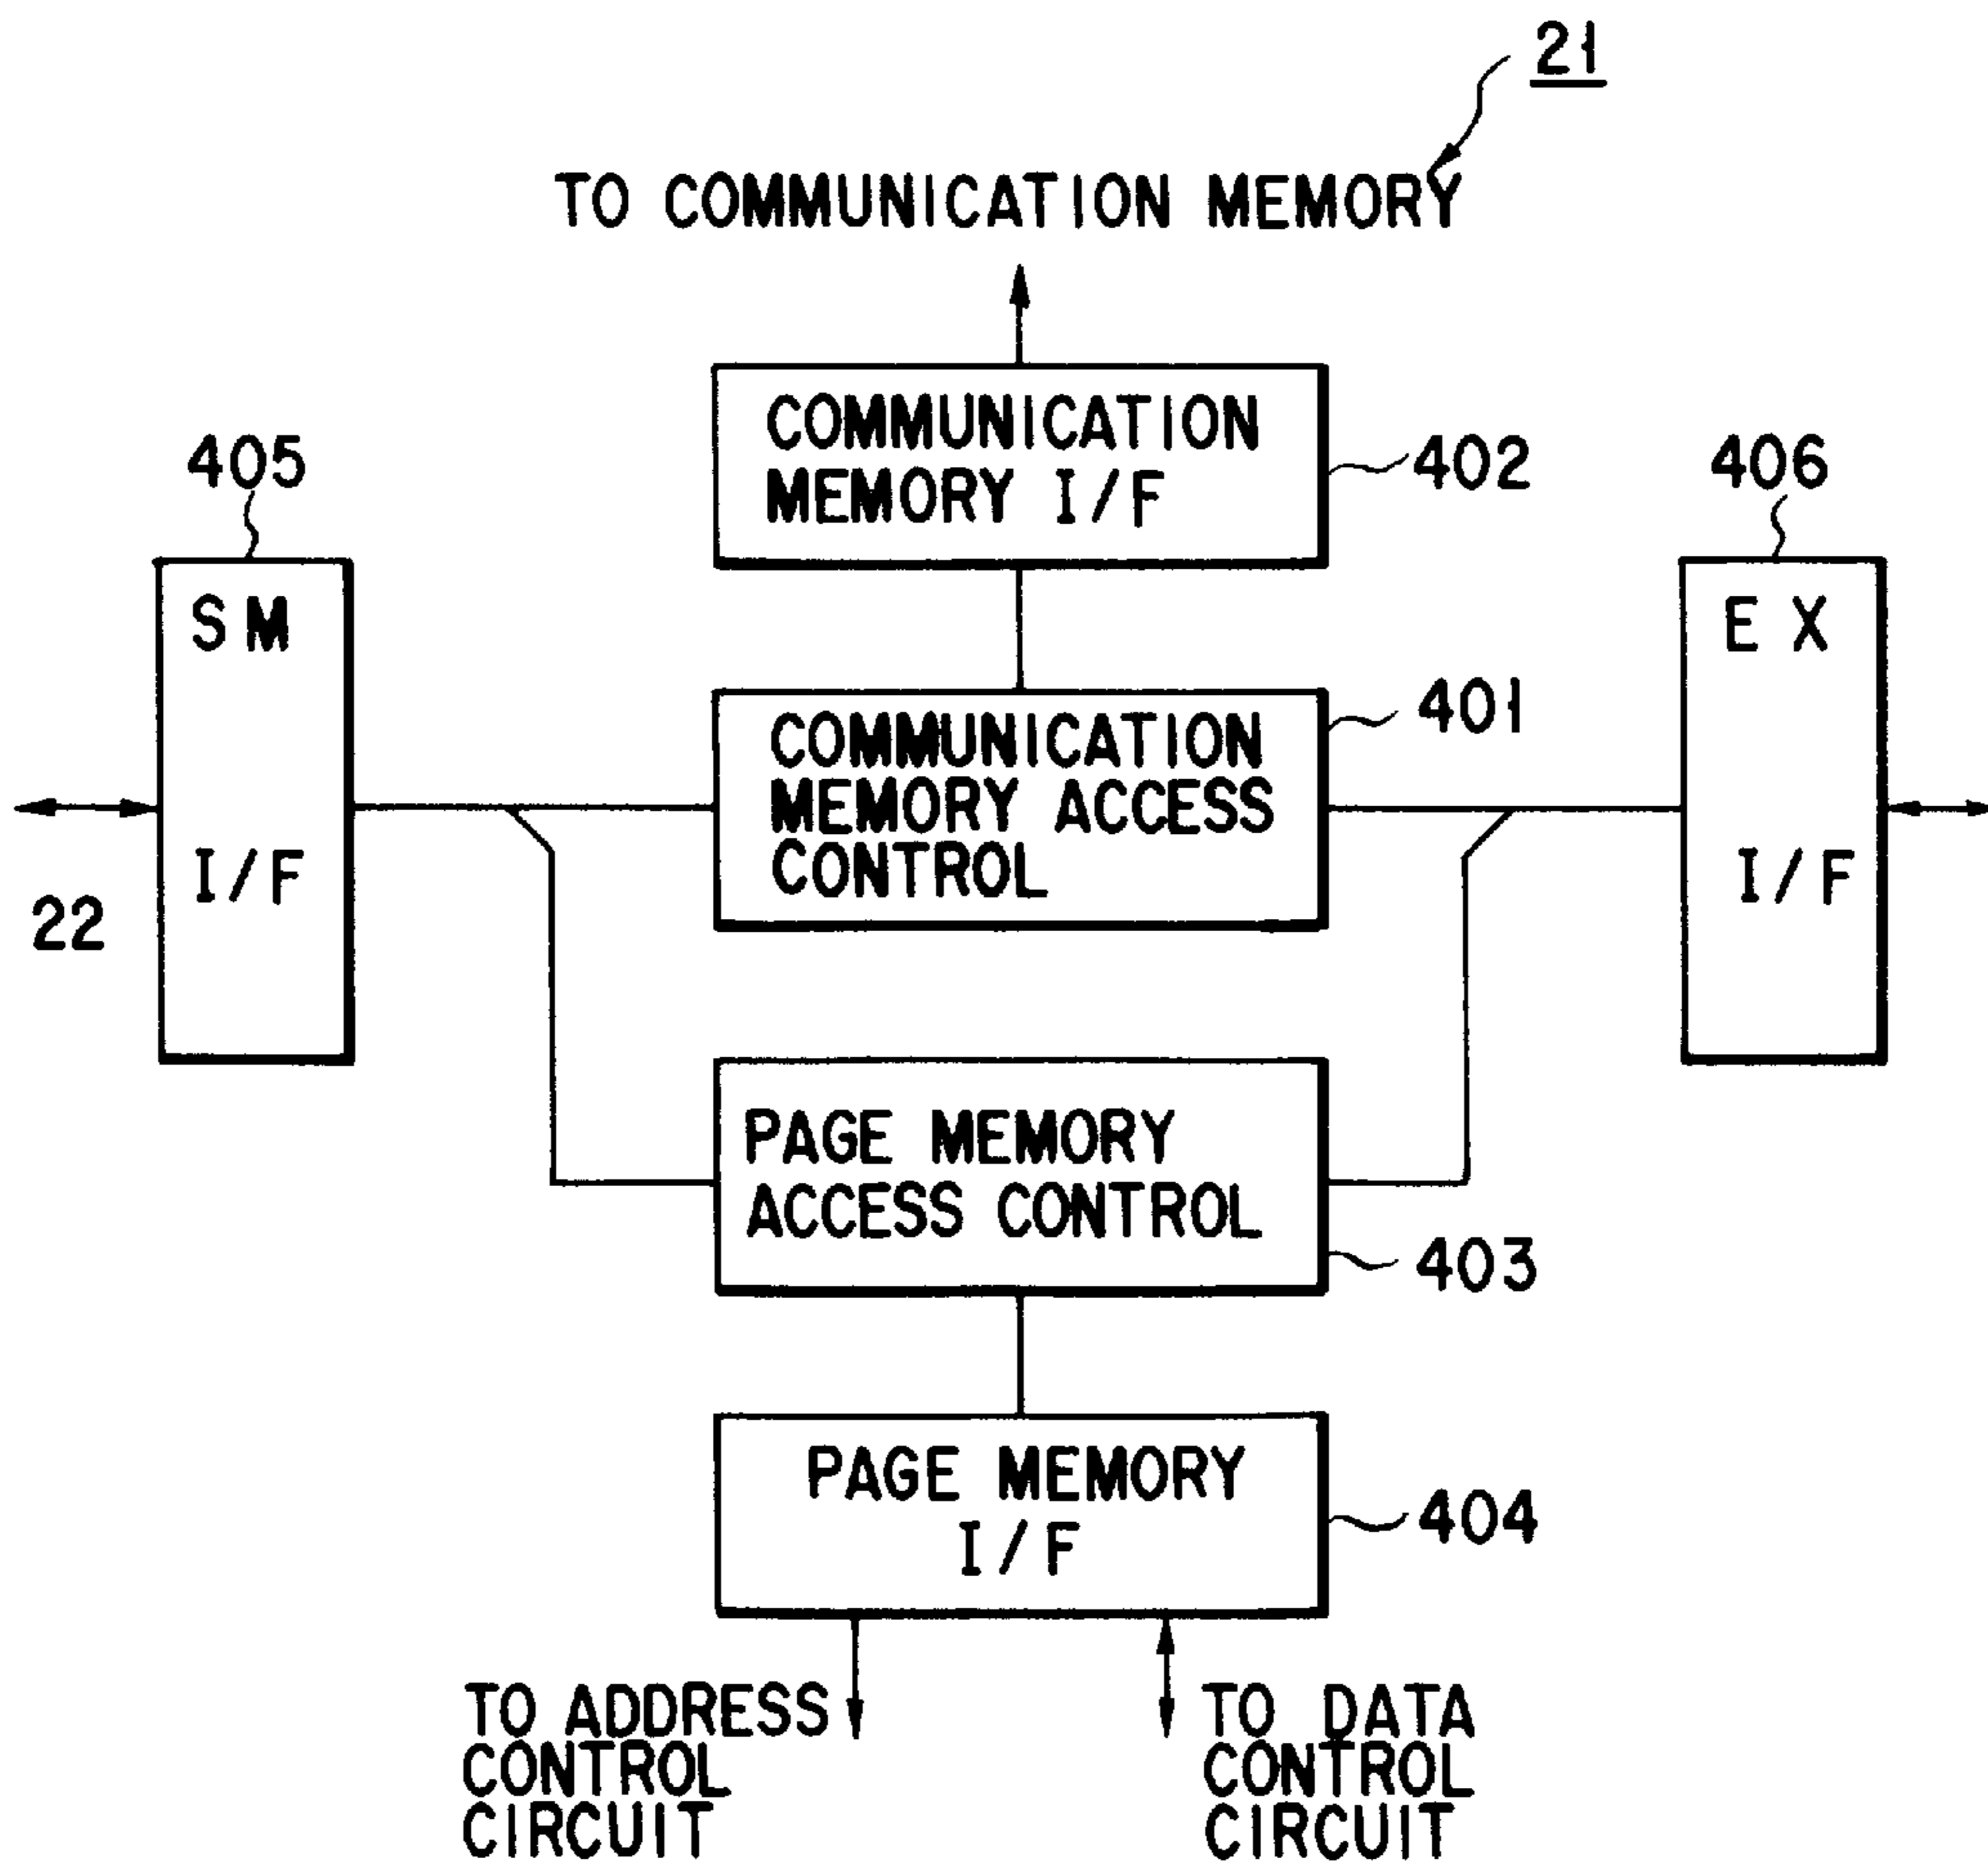 21
TO COMMUNICATION MEMORY
COMMUNICATION
MEMORY I/F
402
405
SM
I/F
22
406
EX
I/F
COMMUNICATION
MEMORY ACCESS
CONTROL
401
PAGE MEMORY
ACCESS CONTROL
403
PAGE MEMORY
I/F
404
TO ADDRESS
CONTROL
CIRCUIT
TO DATA
CONTROL
CIRCUIT